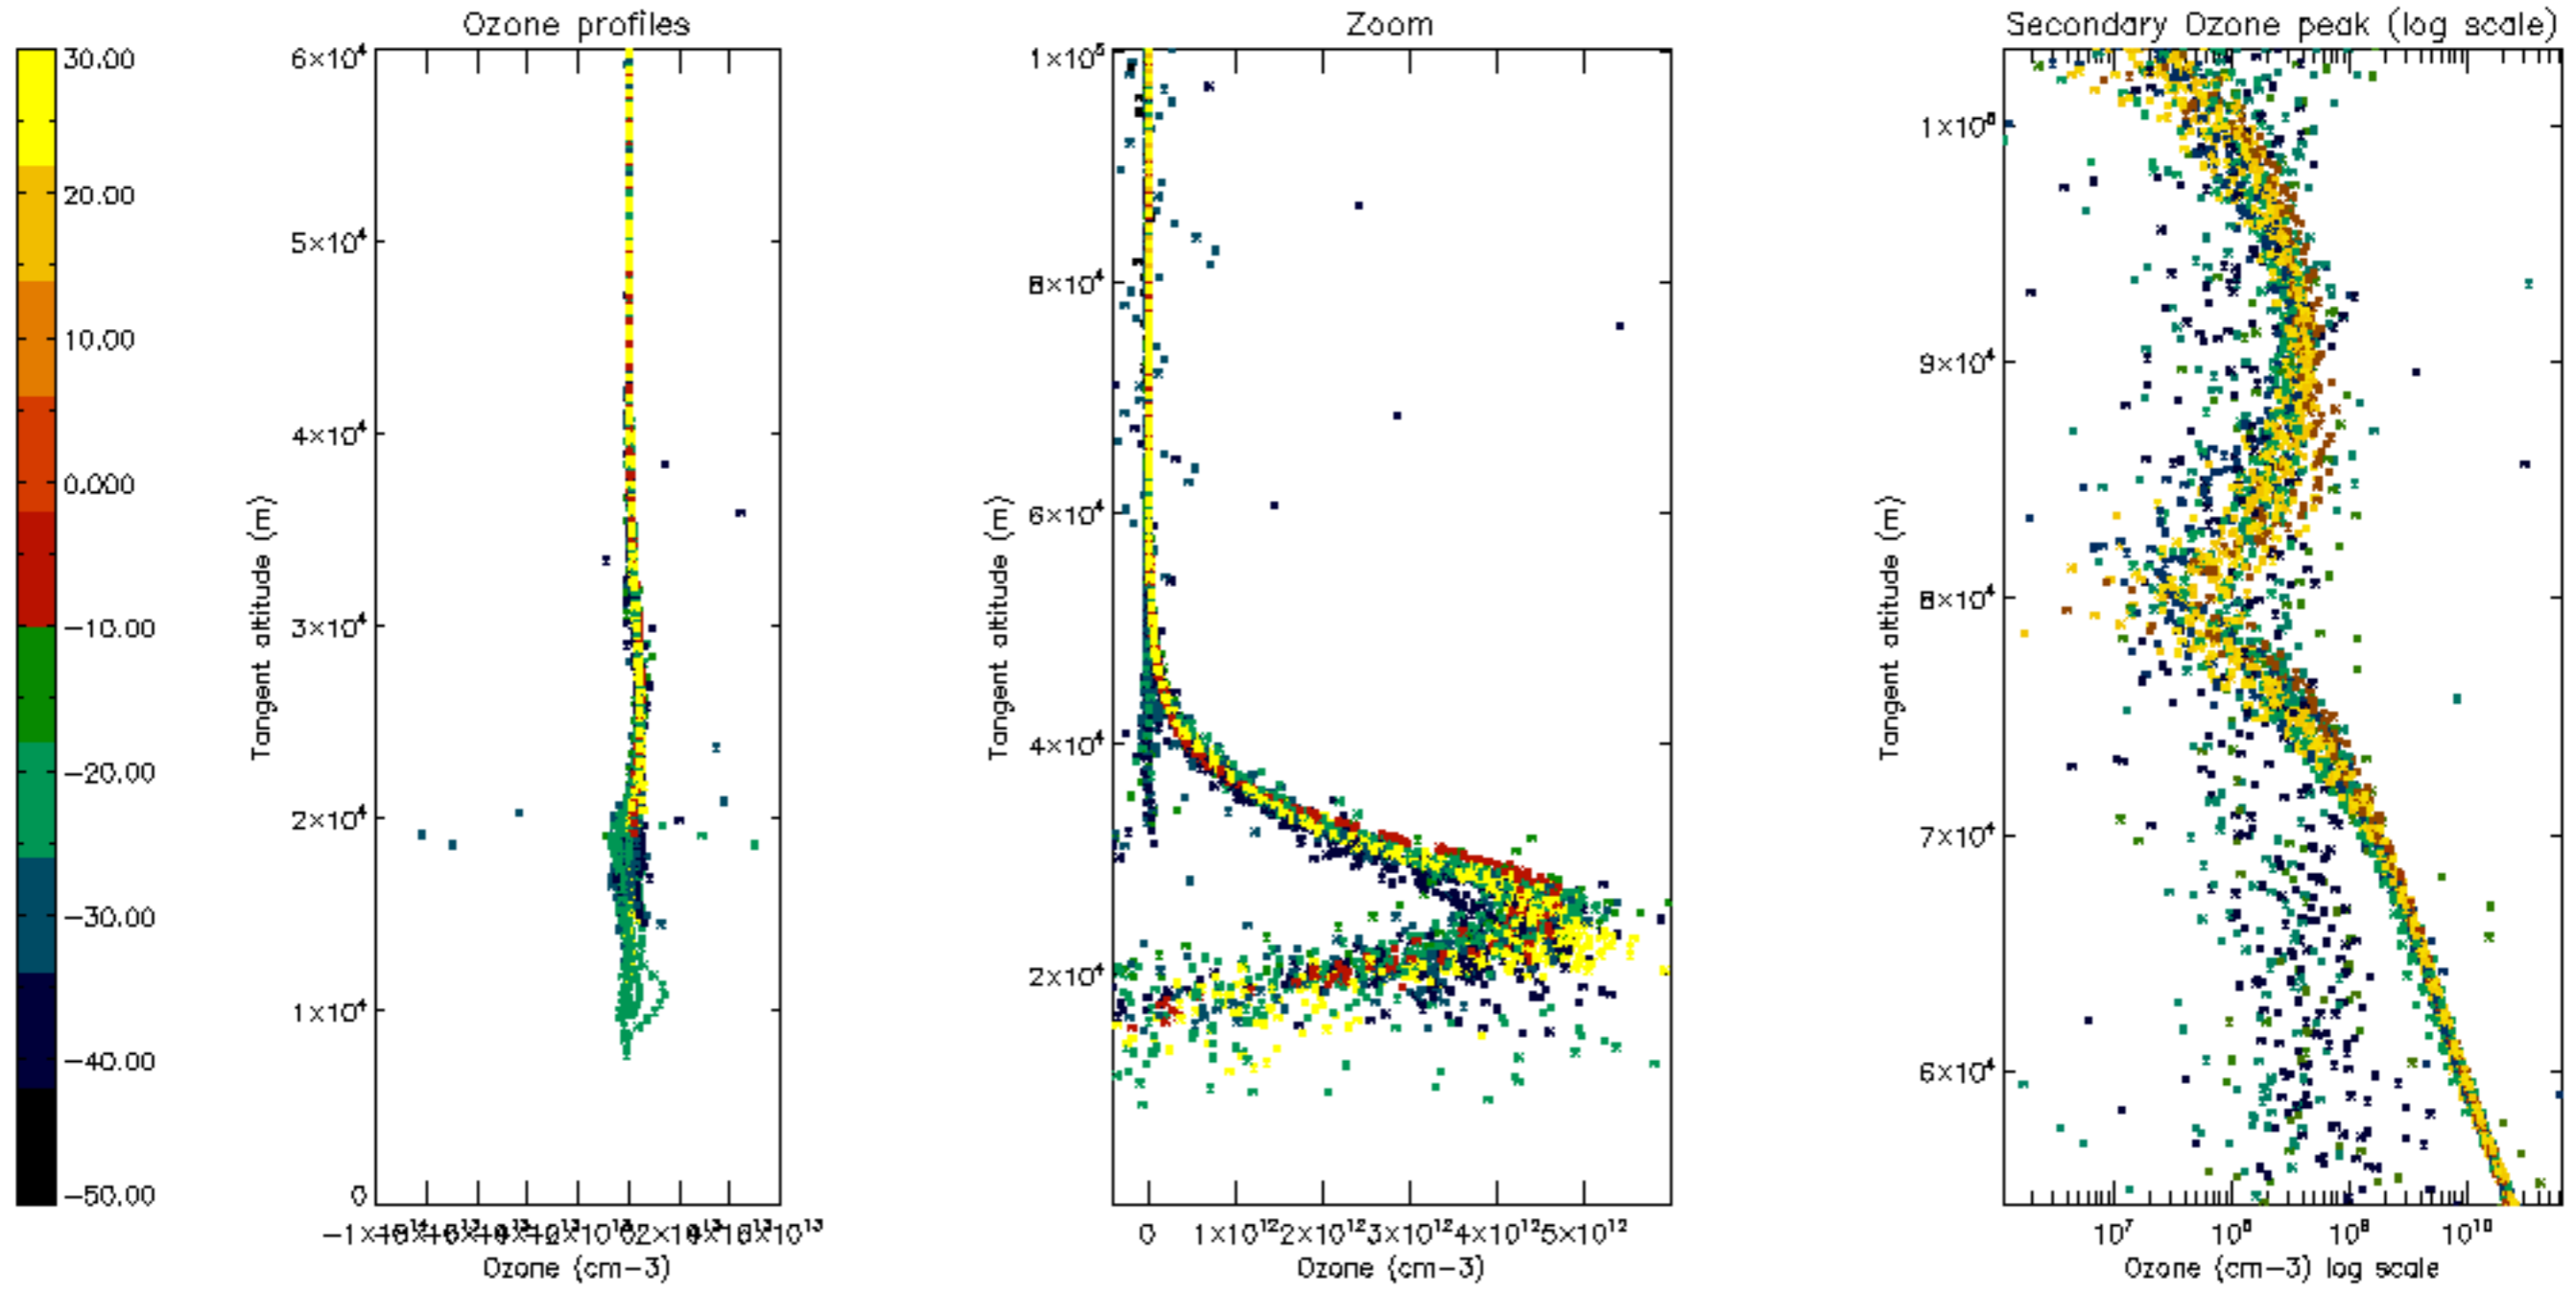 Ozone profiles
Zoom
Secondary Ozone peak (log scale)
30.00
20.00
10.00
0.000
−10.00
−20.00
−30.00
−40.00
−50.00
6×10⁴
5×10⁴
4×10⁴
3×10⁴
2×10⁴
1×10⁴
0
Tangent altitude (m)
Ozone (cm−3)
1×10⁵
8×10⁴
6×10⁴
4×10⁴
2×10⁴
Tangent altitude (m)
0 1×10¹² 2×10¹² 3×10¹² 4×10¹² 5×10¹²
Ozone (cm−3)
1×10⁵
9×10⁴
8×10⁴
7×10⁴
6×10⁴
Tangent altitude (m)
10⁷ 10⁸ 10⁹ 10¹⁰
Ozone (cm−3) log scale